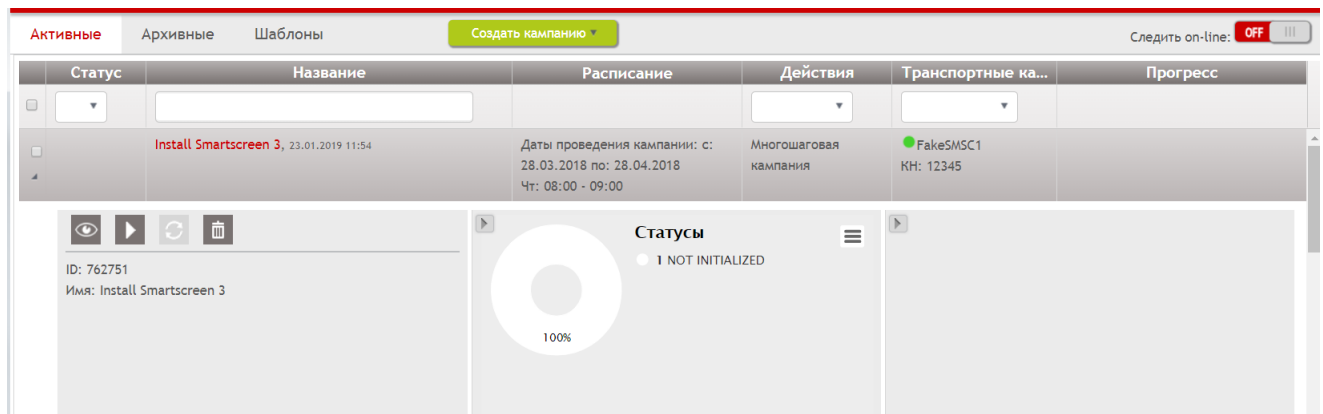 Активные Архивные Шаблоны Создать кампанию Следить on-line: OFF
Статус Название Расписание Действия Транспортные ка... Прогресс
Install Smartscreen 3, 23.01.2019 11:54
Даты проведения кампании: с:
28.03.2018 по: 28.04.2018
Чт: 08:00 - 09:00
Многошаговая
кампания
FakeSMSC1
КН: 12345
ID: 762751
Имя: Install Smartscreen 3
Статусы
1 NOT INITIALIZED
100%